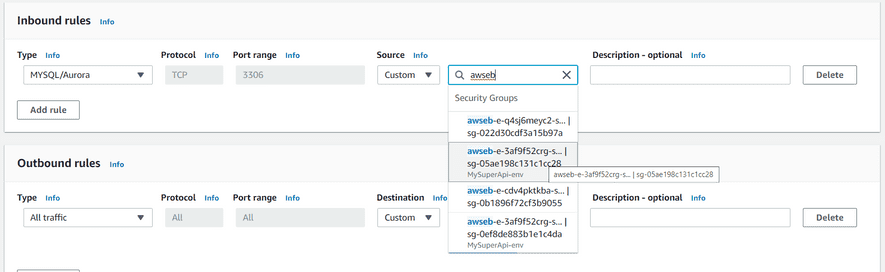 Inbound rules Info
Type Info Protocol Info Port range Info Source Info Description - optional Info
MYSQL/Aurora TCP 3306 Custom awseb Delete
Security Groups
Add rule
awseb-e-q4sj6meyc2-s... |
sg-022d30cdf3a15b97a
awseb-e-3af9f52crg-s... |
sg-05ae198c131c1cc28
MySuperApi-env
awseb-e-3af9f52crg-s... | sg-05ae198c131c1cc28
awseb-e-cdv4pktkba-s... |
sg-0b1896f72cf3b9055
awseb-e-3af9f52crg-s... |
sg-0ef8de883b1e1c4da
MySuperApi-env
Outbound rules Info
Type Info Protocol Info Port range Info Destination Info Description - optional Info
All traffic All All Custom Delete